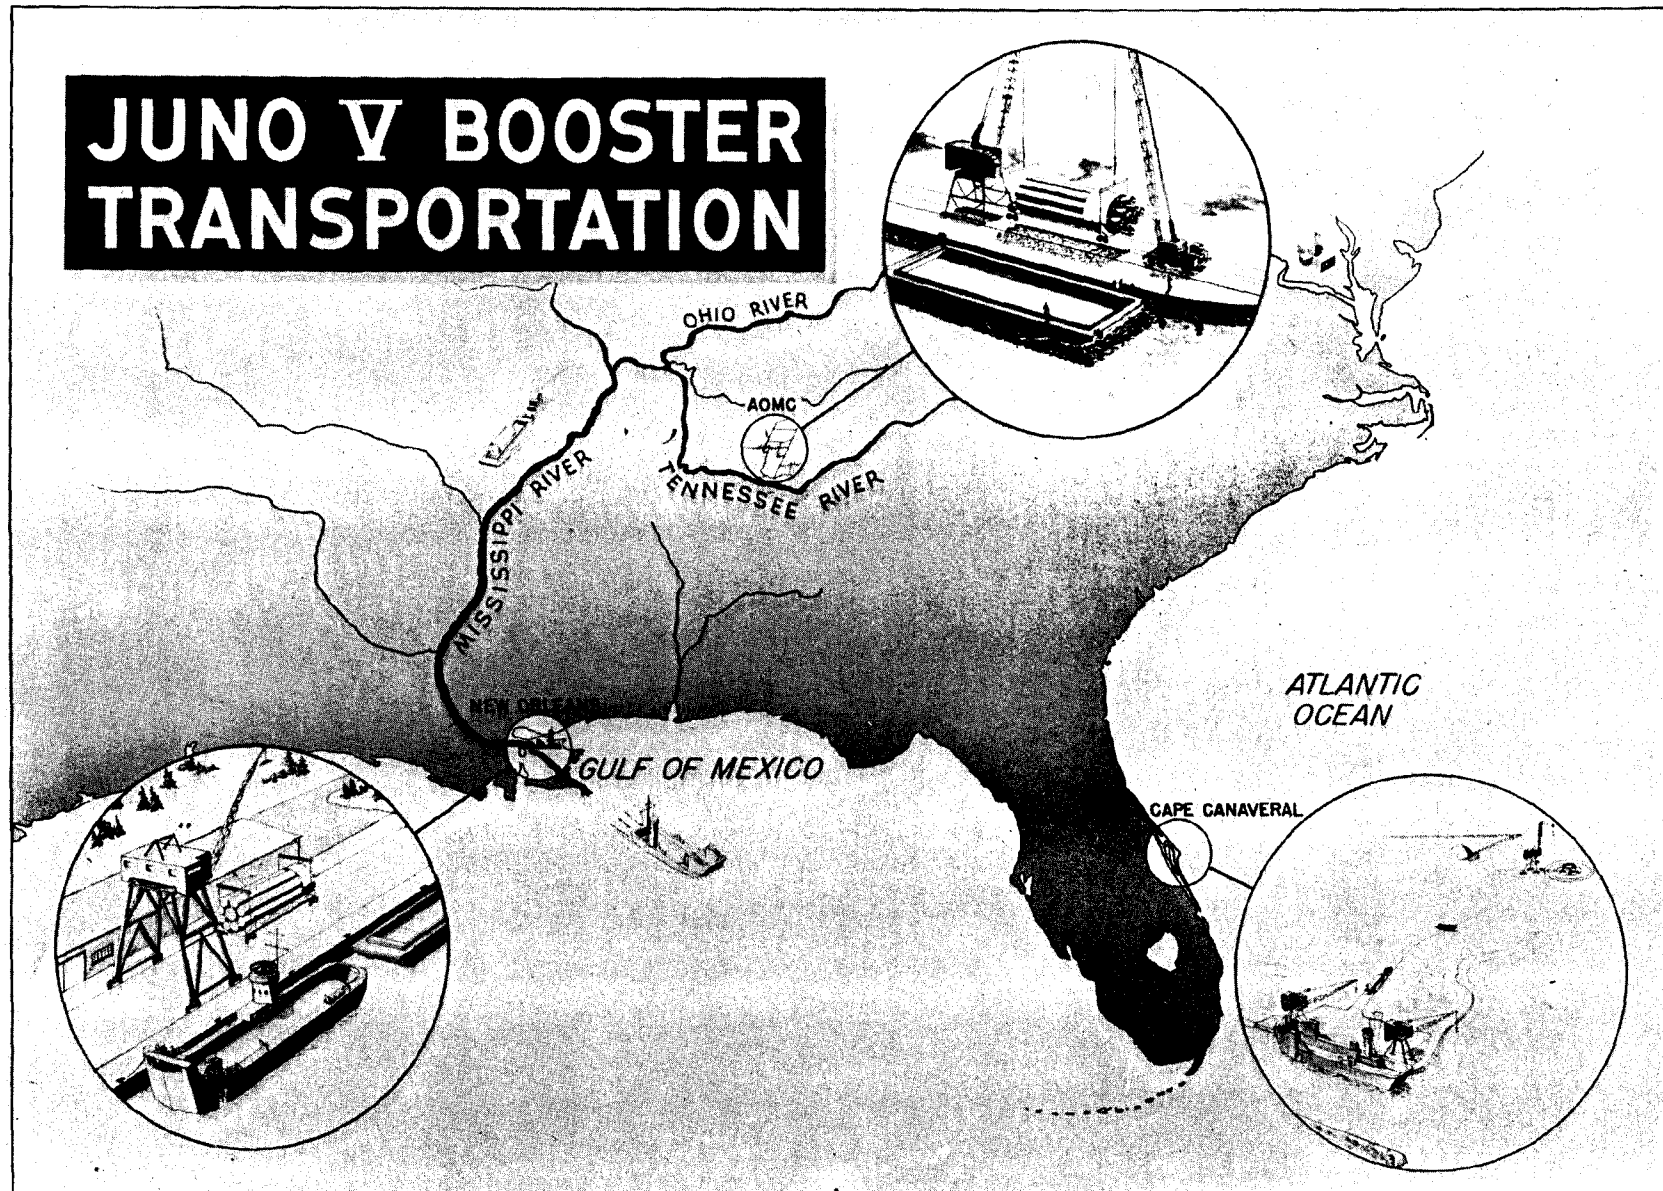 JUNO V BOOSTER
TRANSPORTATION
OHIO RIVER
AOMC
TENNESSEE RIVER
MISSISSIPPI RIVER
NEW ORLEANS
GULF OF MEXICO
ATLANTIC
OCEAN
CAPE CANAVERAL